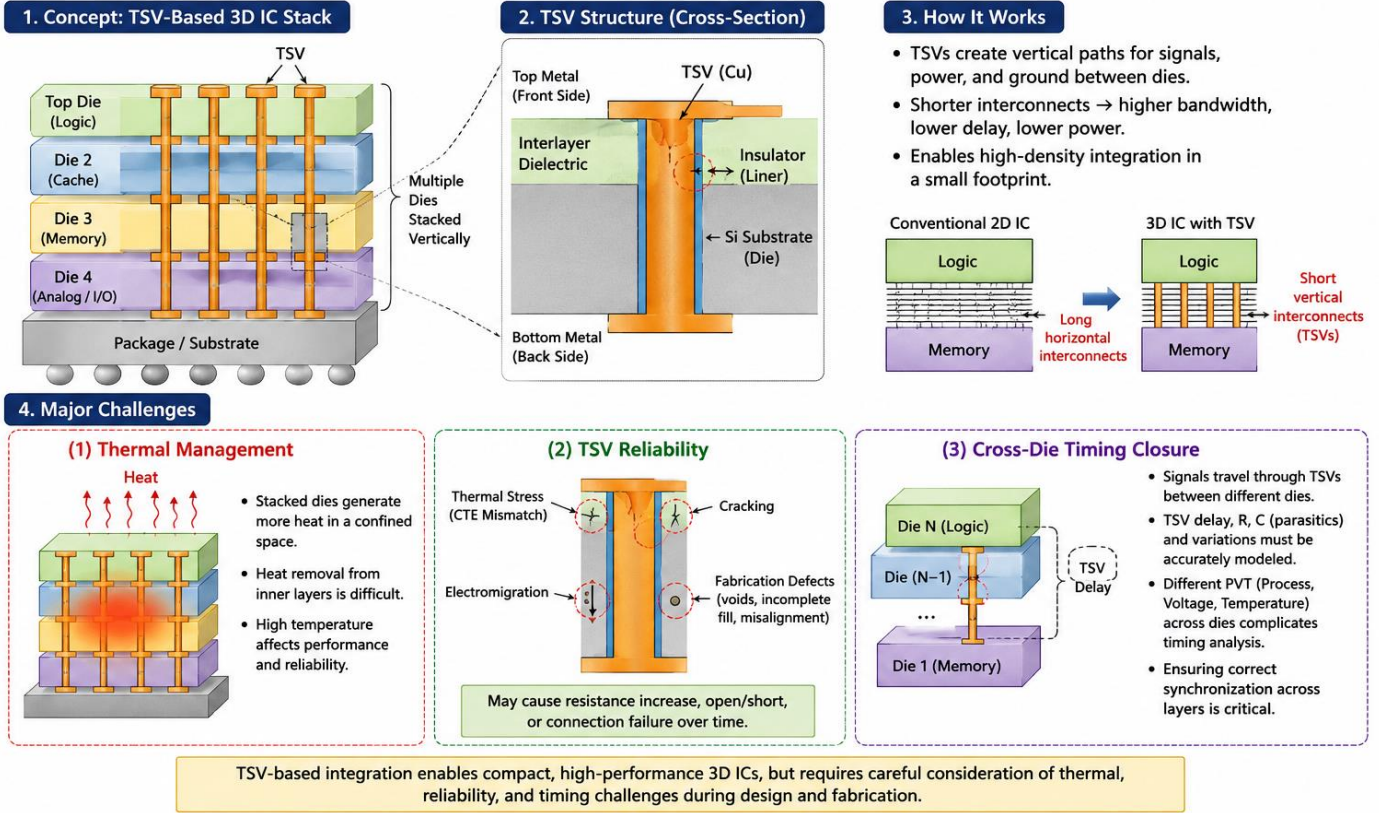 1. Concept: TSV-Based 3D IC Stack
TSV
Top Die
(Logic)
Die 2
(Cache)
Die 3
(Memory)
Die 4
(Analog / I/O)
Package / Substrate
Multiple
Dies
Stacked
Vertically
2. TSV Structure (Cross-Section)
Top Metal
(Front Side)
TSV (Cu)
Interlayer
Dielectric
Insulator
(Liner)
Si Substrate
(Die)
Bottom Metal
(Back Side)
3. How It Works
• TSVs create vertical paths for signals,
power, and ground between dies.
• Shorter interconnects → higher bandwidth,
lower delay, lower power.
• Enables high-density integration in
a small footprint.
Conventional 2D IC
Logic
Memory
Long
horizontal
interconnects
3D IC with TSV
Logic
Memory
Short
vertical
interconnects
(TSVs)
4. Major Challenges
(1) Thermal Management
Heat
• Stacked dies generate
more heat in a confined
space.
• Heat removal from
inner layers is difficult.
• High temperature
affects performance
and reliability.
(2) TSV Reliability
Thermal Stress
(CTE Mismatch)
Cracking
Electromigration
Fabrication Defects
(voids, incomplete
fill, misalignment)
May cause resistance increase, open/short,
or connection failure over time.
(3) Cross-Die Timing Closure
Die N (Logic)
Die (N−1)
...
Die 1 (Memory)
TSV
Delay
• Signals travel through TSVs
between different dies.
• TSV delay, R, C (parasitics)
and variations must be
accurately modeled.
• Different PVT (Process,
Voltage, Temperature)
across dies complicates
timing analysis.
• Ensuring correct
synchronization across
layers is critical.
TSV-based integration enables compact, high-performance 3D ICs, but requires careful consideration of thermal,
reliability, and timing challenges during design and fabrication.